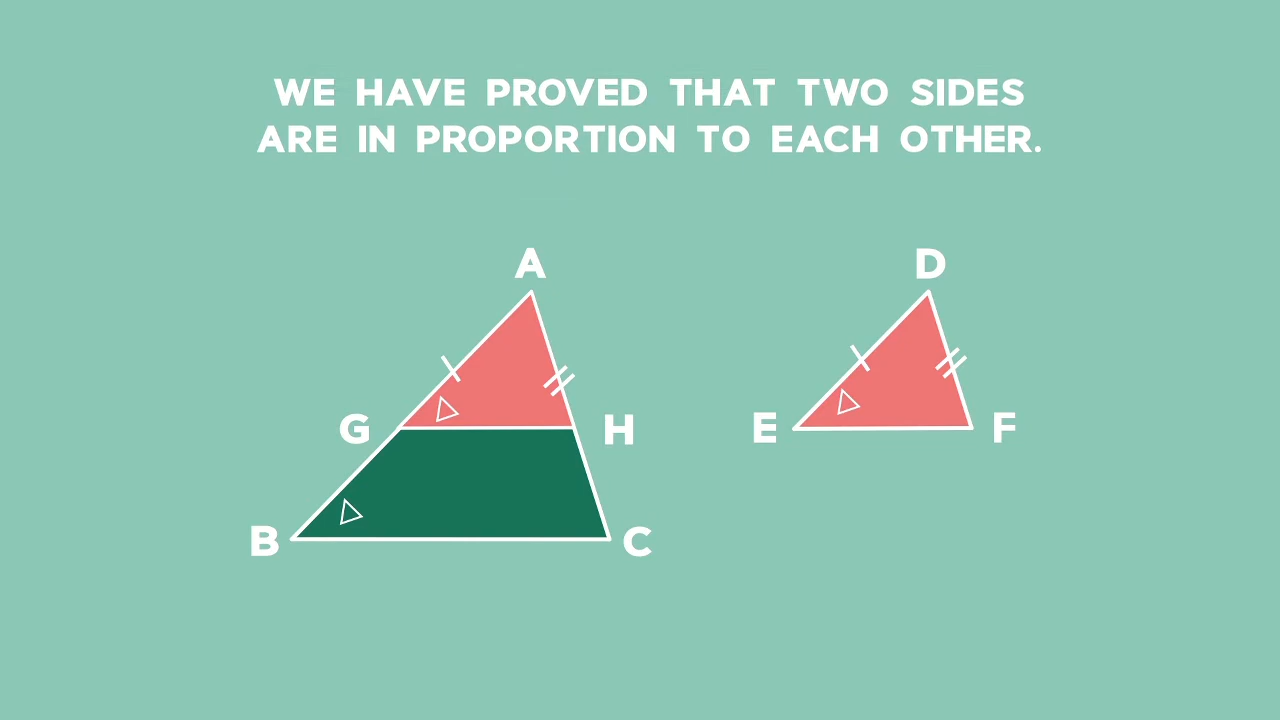 WE HAVE PROVED THAT TWO SIDES
ARE IN PROPORTION TO EACH OTHER.
A
D
G
H
E
F
B
C